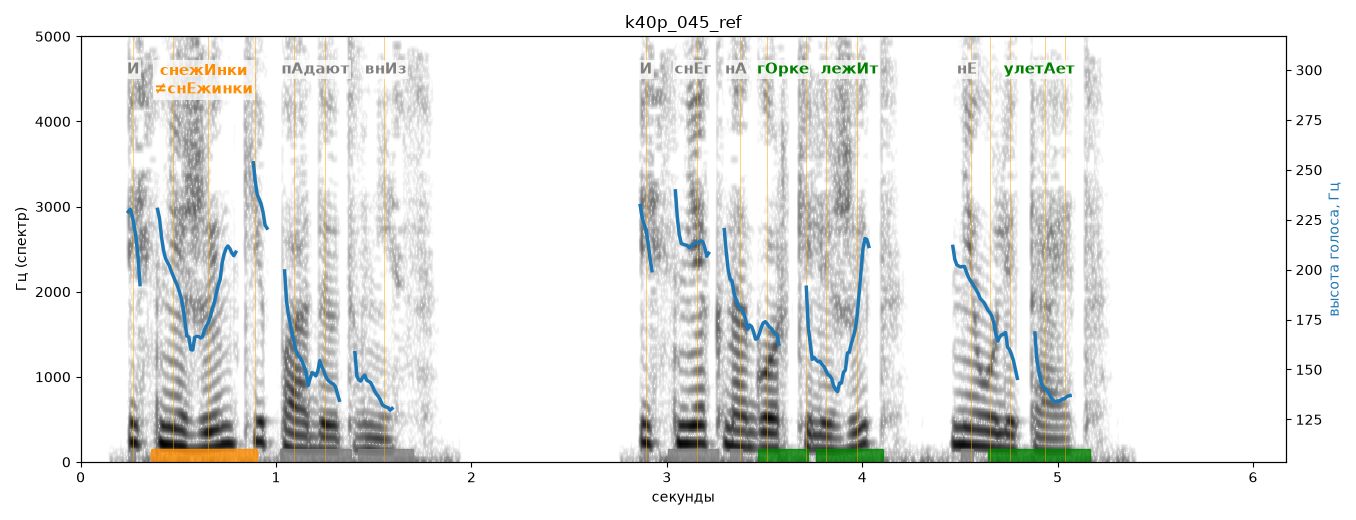 k40p_045_ref
И снежИнки пАдают внИз И снЕг нА гОрке лежИт нЕ улетАет
≠снЕжинки
5000
4000
3000
2000
1000
0
Гц (спектр)
300
275
250
225
200
175
150
125
высота голоса, Гц
0 1 2 3 4 5 6
секунды